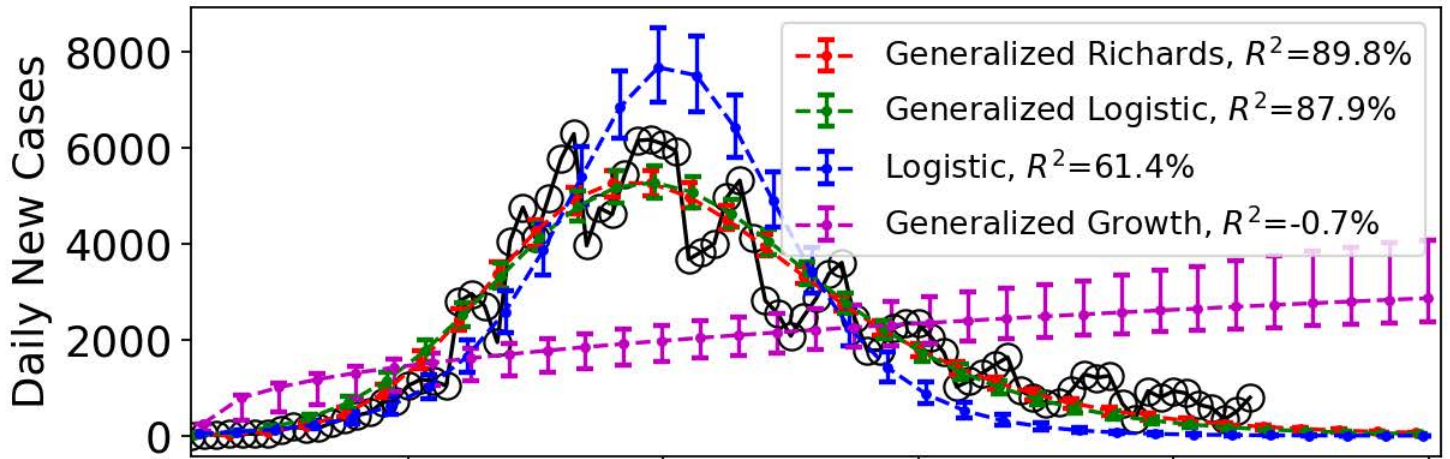 Daily New Cases
8000
6000
4000
2000
0
Generalized Richards, R²=89.8%
Generalized Logistic, R²=87.9%
Logistic, R²=61.4%
Generalized Growth, R²=-0.7%